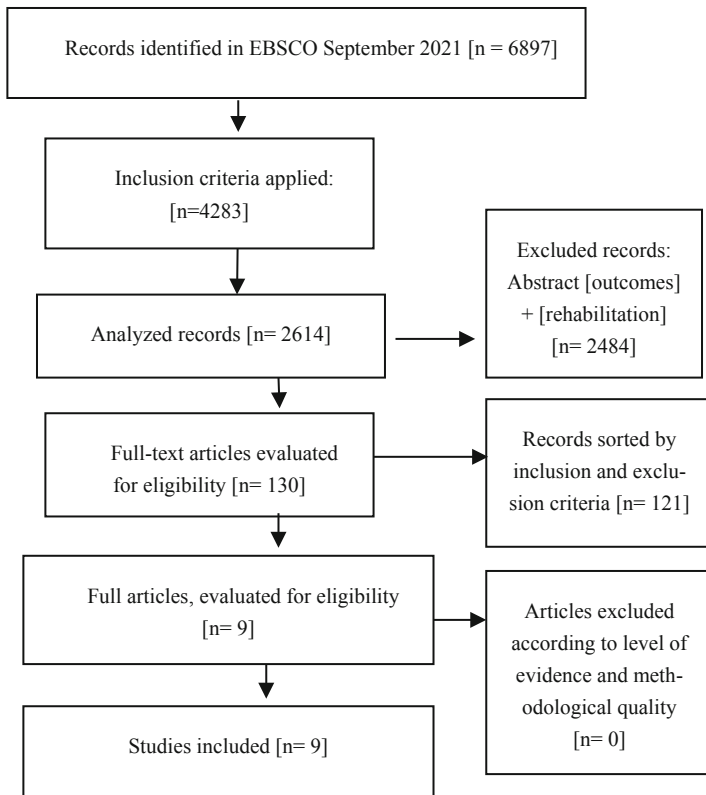 Records identified in EBSCO September 2021 [n = 6897]
Inclusion criteria applied:
[n=4283]
Analyzed records [n= 2614]
Excluded records:
Abstract [outcomes]
+ [rehabilitation]
[n= 2484]
Full-text articles evaluated
for eligibility [n= 130]
Records sorted by
inclusion and exclu-
sion criteria [n= 121]
Full articles, evaluated for eligibility
[n= 9]
Articles excluded
according to level of
evidence and meth-
odological quality
[n= 0]
Studies included [n= 9]